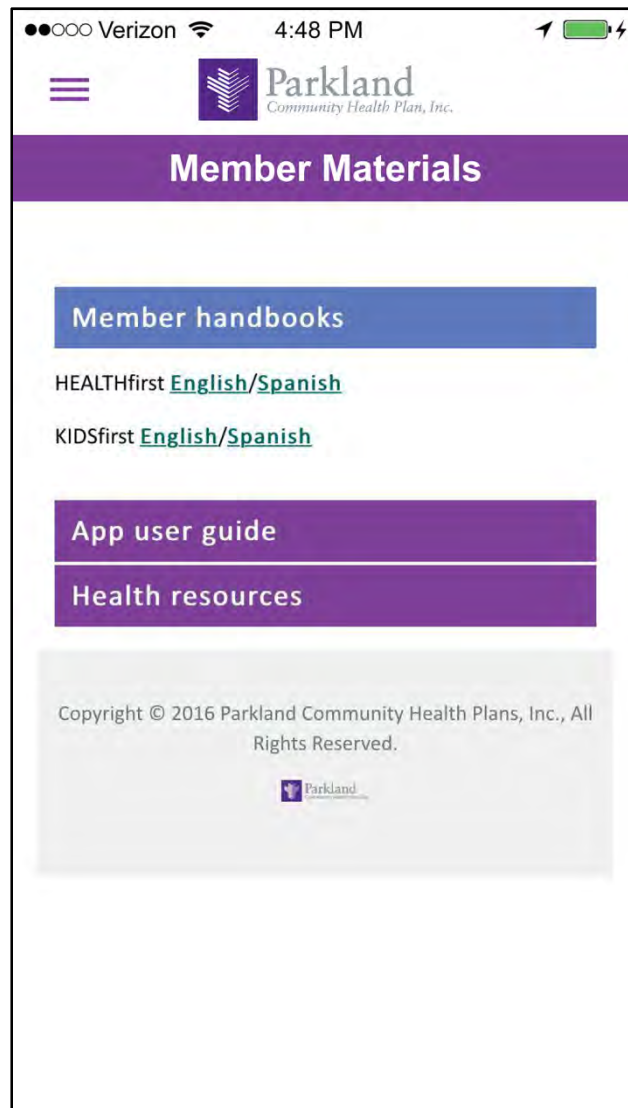 Verizon 4:48 PM
Parkland
Community Health Plan, Inc.
Member Materials
Member handbooks
HEALTHfirst English/Spanish
KIDSfirst English/Spanish
App user guide
Health resources
Copyright © 2016 Parkland Community Health Plans, Inc., All
Rights Reserved.
Parkland